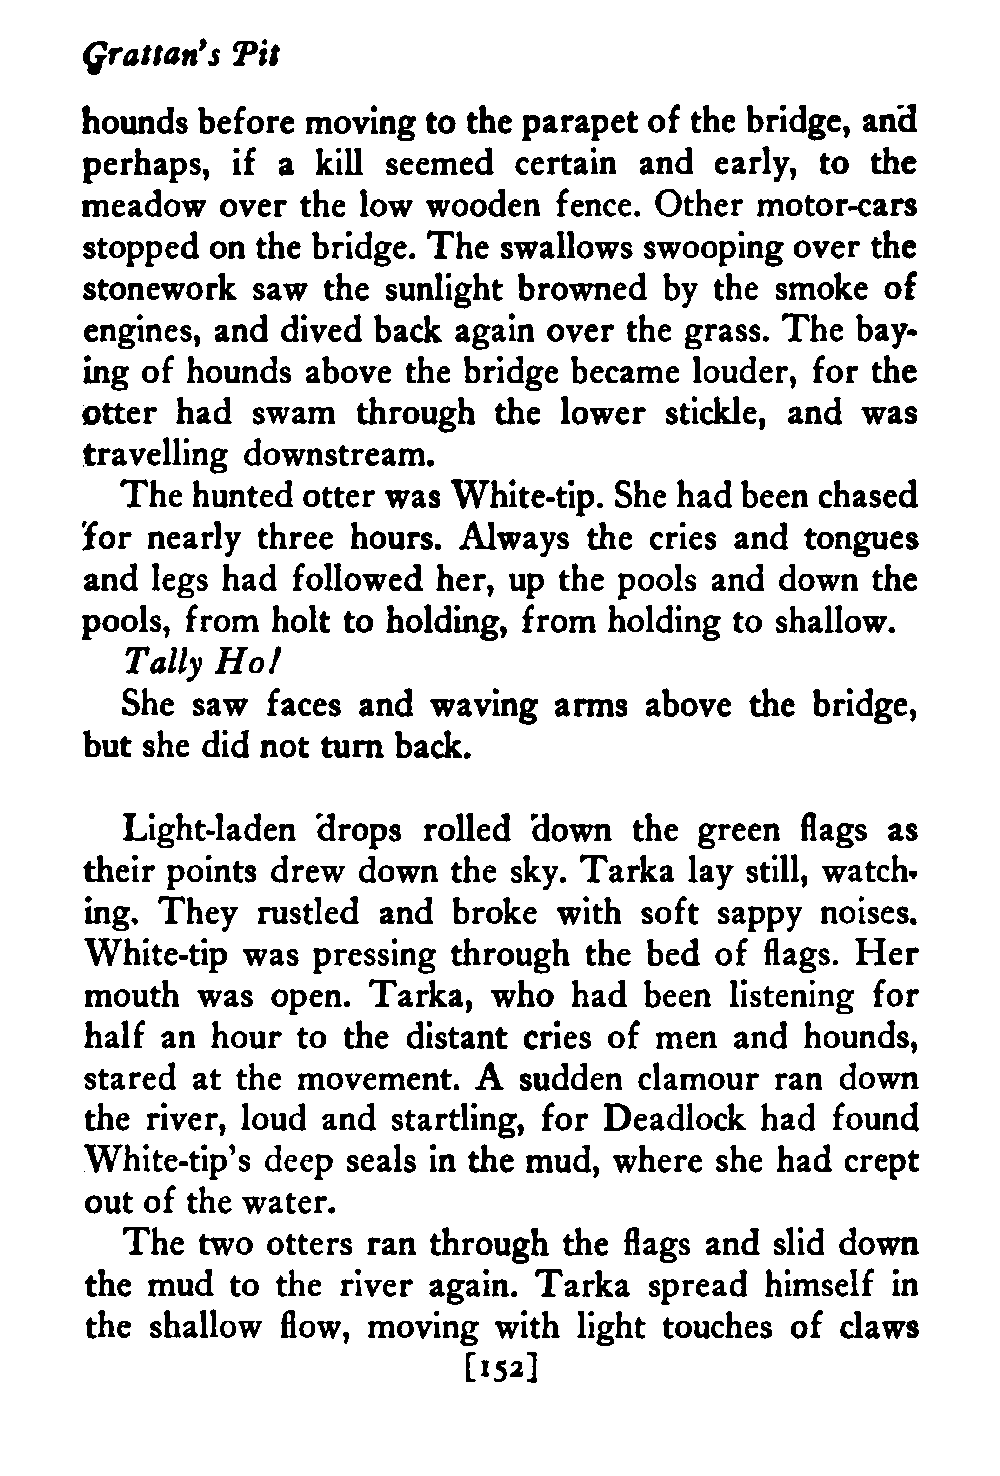 Grattan's Pit
hounds before moving to the parapet of the bridge, and
perhaps, if a kill seemed certain and early, to the
meadow over the low wooden fence. Other motor-cars
stopped on the bridge. The swallows swooping over the
stonework saw the sunlight browned by the smoke of
engines, and dived back again over the grass. The bay-
ing of hounds above the bridge became louder, for the
otter had swam through the lower stickle, and was
travelling downstream.
The hunted otter was White-tip. She had been chased
for nearly three hours. Always the cries and tongues
and legs had followed her, up the pools and down the
pools, from holt to holding, from holding to shallow.
Tally Ho!
She saw faces and waving arms above the bridge,
but she did not turn back.
Light-laden drops rolled down the green flags as
their points drew down the sky. Tarka lay still, watch-
ing. They rustled and broke with soft sappy noises.
White-tip was pressing through the bed of flags. Her
mouth was open. Tarka, who had been listening for
half an hour to the distant cries of men and hounds,
stared at the movement. A sudden clamour ran down
the river, loud and startling, for Deadlock had found
White-tip's deep seals in the mud, where she had crept
out of the water.
The two otters ran through the flags and slid down
the mud to the river again. Tarka spread himself in
the shallow flow, moving with light touches of claws
[152]